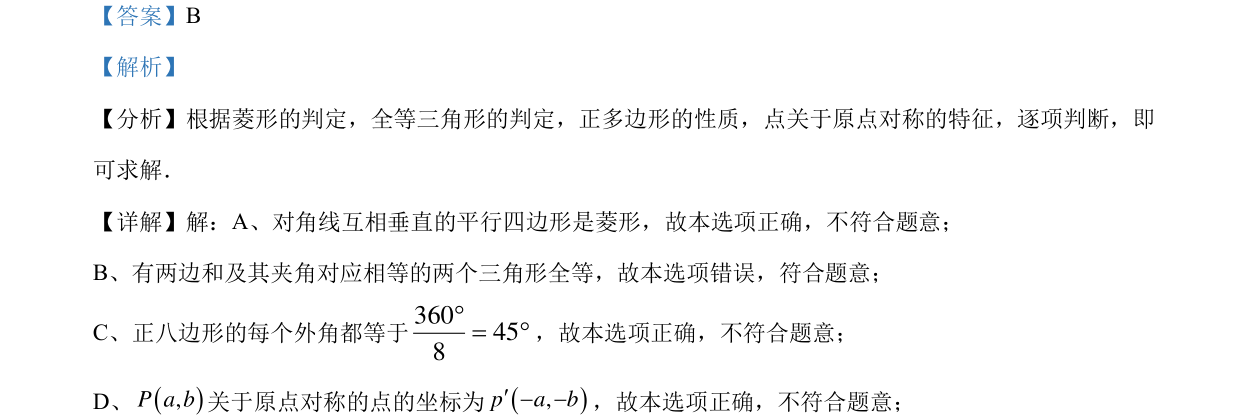 【答案】B
【解析】
【分析】根据菱形的判定，全等三角形的判定，正多边形的性质，点关于原点对称的特征，逐项判断，即
可求解．
【详解】解：A、对角线互相垂直的平行四边形是菱形，故本选项正确，不符合题意；
B、有两边和及其夹角对应相等的两个三角形全等，故本选项错误，符合题意；
C、正八边形的每个外角都等于 360°/8 = 45°，故本选项正确，不符合题意；
D、P(a,b)关于原点对称的点的坐标为 p′(−a,−b)，故本选项正确，不符合题意；